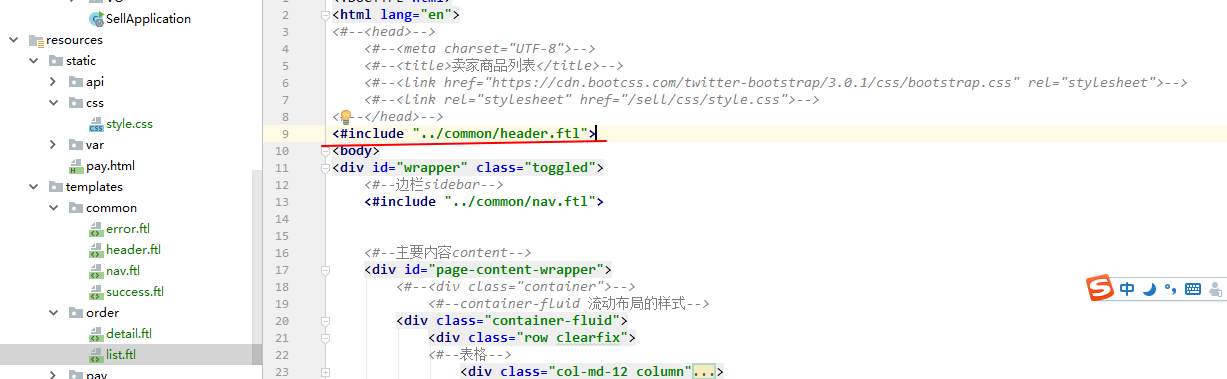 VO
SellApplication
resources
static
api
css
style.css
var
pay.html
templates
common
error.ftl
header.ftl
nav.ftl
success.ftl
order
detail.ftl
list.ftl
pay
2 <html lang="en">
3 <#--<head>-->
4 <#--<meta charset="UTF-8">-->
5 <#--<title>卖家商品列表</title>-->
6 <#--<link href="https://cdn.bootcss.com/twitter-bootstrap/3.0.1/css/bootstrap.css" rel="stylesheet">-->
7 <#--<link rel="stylesheet" href="/sell/css/style.css">-->
8 <#--</head>-->
9 <#include "../common/header.ftl">
10 <body>
11 <div id="wrapper" class="toggled">
12 <#--边栏sidebar-->
13 <#include "../common/nav.ftl">
14
15
16 <#--主要内容content-->
17 <div id="page-content-wrapper">
18 <#--<div class="container">-->
19 <#--container-fluid 流动布局的样式-->
20 <div class="container-fluid">
21 <div class="row clearfix">
22 <#--表格-->
23 <div class="col-md-12 column"...>
S 中